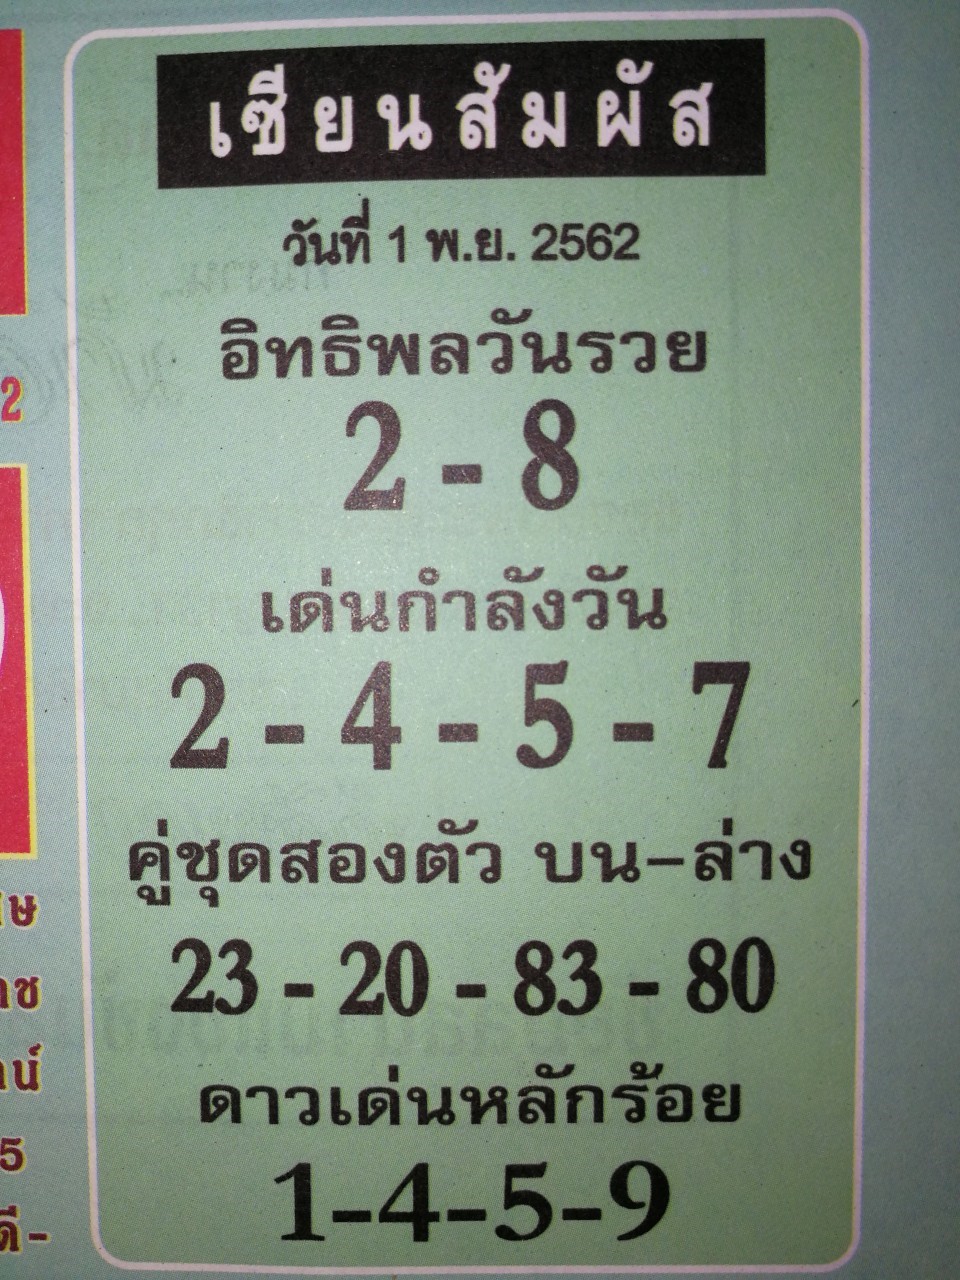 เซียนสัมผัส
วันที่ 1 พ.ย. 2562
อิทธิพลวันรวย
2 - 8
เด่นกำลังวัน
2 - 4 - 5 - 7
คู่ชุดสองตัว บน-ล่าง
23 - 20 - 83 - 80
ดาวเด่นหลักร้อย
1-4-5-9
2
5